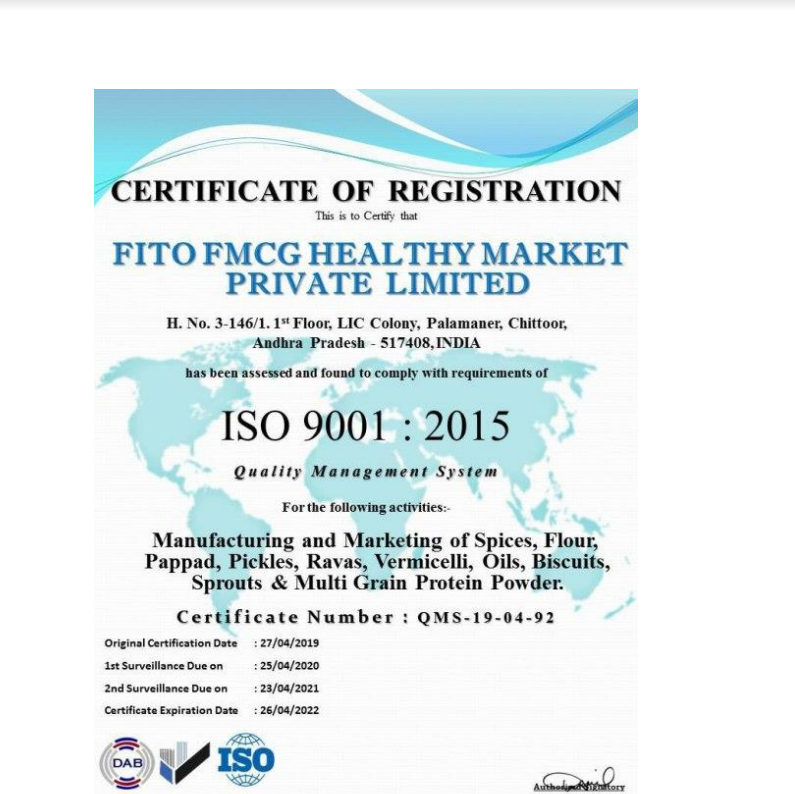 CERTIFICATE OF REGISTRATION
This is to Certify that
FITO FMCG HEALTHY MARKET
PRIVATE LIMITED
H. No. 3-146/1. 1st Floor, LIC Colony, Palamaner, Chittoor,
Andhra Pradesh - 517408, INDIA
has been assessed and found to comply with requirements of
ISO 9001 : 2015
Quality Management System
For the following activities:-
Manufacturing and Marketing of Spices, Flour,
Pappad, Pickles, Ravas, Vermicelli, Oils, Biscuits,
Sprouts & Multi Grain Protein Powder.
Certificate Number : QMS-19-04-92
Original Certification Date : 27/04/2019
1st Surveillance Due on : 25/04/2020
2nd Surveillance Due on : 23/04/2021
Certificate Expiration Date : 26/04/2022
DAB
ISO
Authorized Signatory